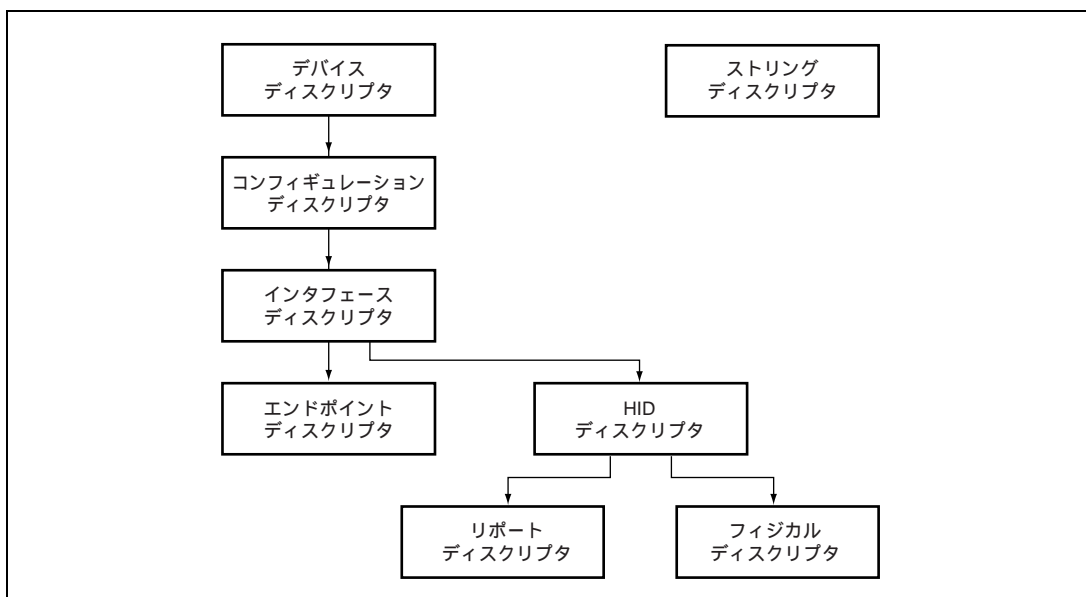 デバイス
ディスクリプタ
ストリング
ディスクリプタ
コンフィギュレーション
ディスクリプタ
インタフェース
ディスクリプタ
エンドポイント
ディスクリプタ
HID
ディスクリプタ
リポート
ディスクリプタ
フィジカル
ディスクリプタ